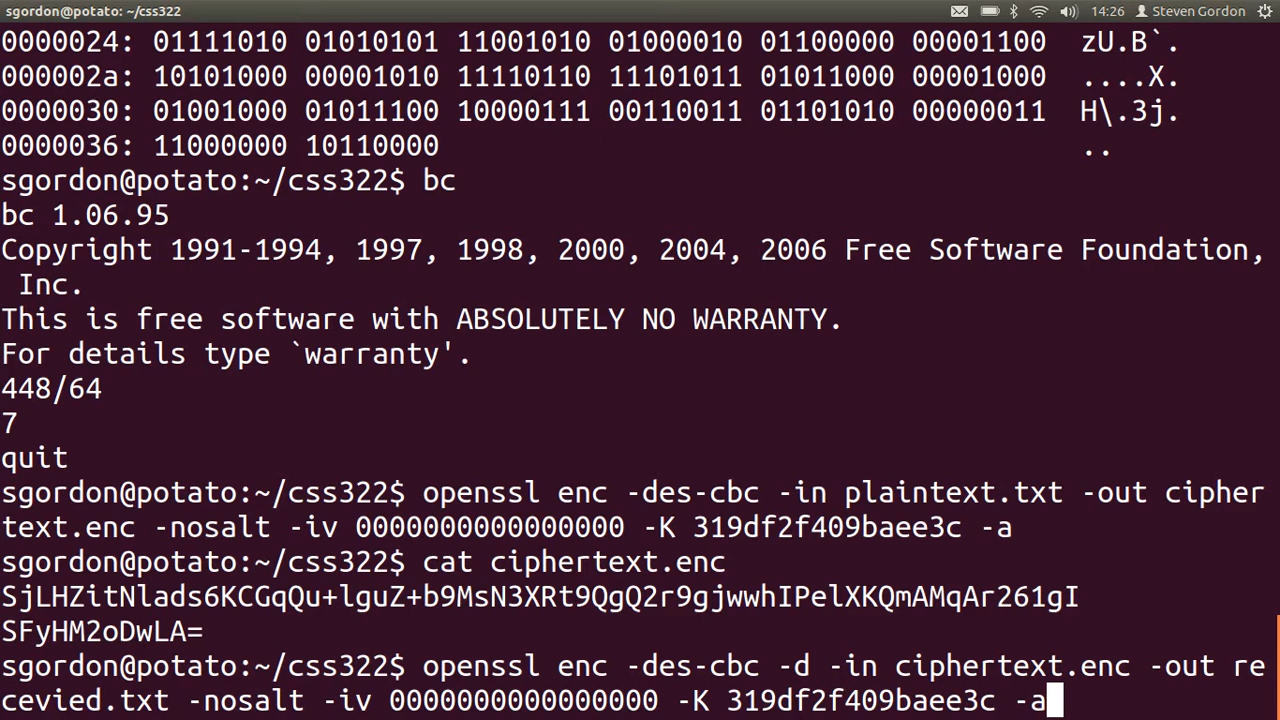 sgordon@potato: ~/css322 14:26 Steven Gordon
0000024: 01111010 01010101 11001010 01000010 01100000 00001100 zU.B`.
000002a: 10101000 00001010 11110110 11101011 01011000 00001000 ....X.
0000030: 01001000 01011100 10000111 00110011 01101010 00000011 H\.3j.
0000036: 11000000 10110000 ..
sgordon@potato:~/css322$ bc
bc 1.06.95
Copyright 1991-1994, 1997, 1998, 2000, 2004, 2006 Free Software Foundation,
Inc.
This is free software with ABSOLUTELY NO WARRANTY.
For details type `warranty'.
448/64
7
quit
sgordon@potato:~/css322$ openssl enc -des-cbc -in plaintext.txt -out cipher
text.enc -nosalt -iv 0000000000000000 -K 319df2f409baee3c -a
sgordon@potato:~/css322$ cat ciphertext.enc
SjLHZitNlads6KCGqQu+lguZ+b9MsN3XRt9QgQ2r9gjwwhIPelXKQmAMqAr261gI
SFyHM2oDwLA=
sgordon@potato:~/css322$ openssl enc -des-cbc -d -in ciphertext.enc -out re
cevied.txt -nosalt -iv 0000000000000000 -K 319df2f409baee3c -a